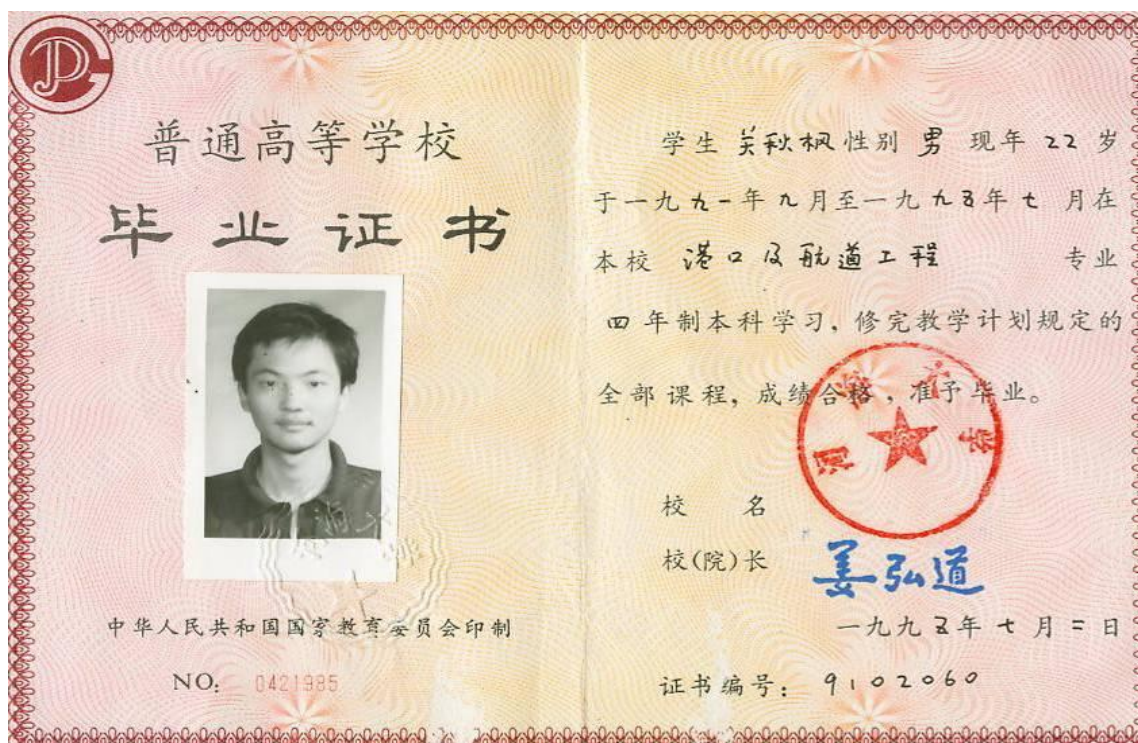 普通高等学校
毕业证书
中华人民共和国国家教育委员会印制
NO: 0421985
学生 关秋枫 性别 男 现年 22 岁
于一九九一年九月至一九九五年七月在
本校 港口及航道工程 专业
四年制本科学习,修完教学计划规定的
全部课程,成绩合格,准予毕业。
河海大学
校 名
校(院)长 姜弘道
一九九五年七月二日
证书编号: 9102060